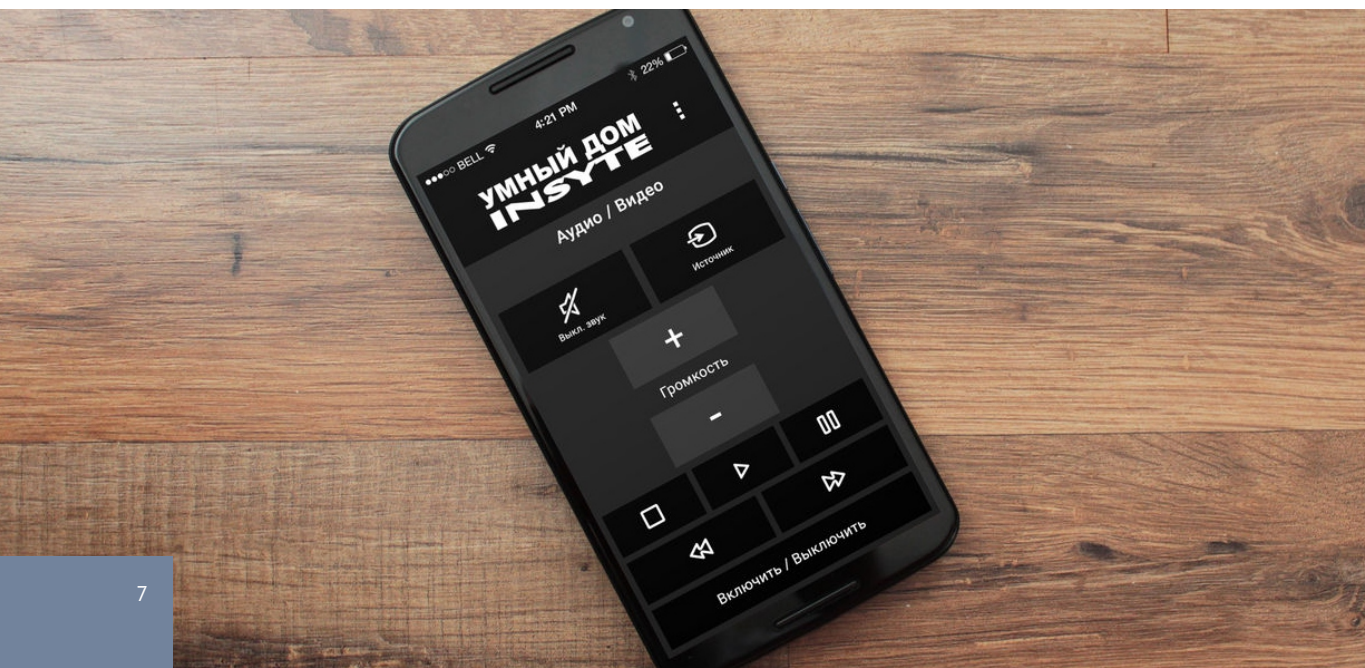 BELL 4:21 PM 22%
УМНЫЙ ДОМ
INSYTE
Аудио / Видео
Выкл. звук
Источник
+
Громкость
-
Включить / Выключить
7